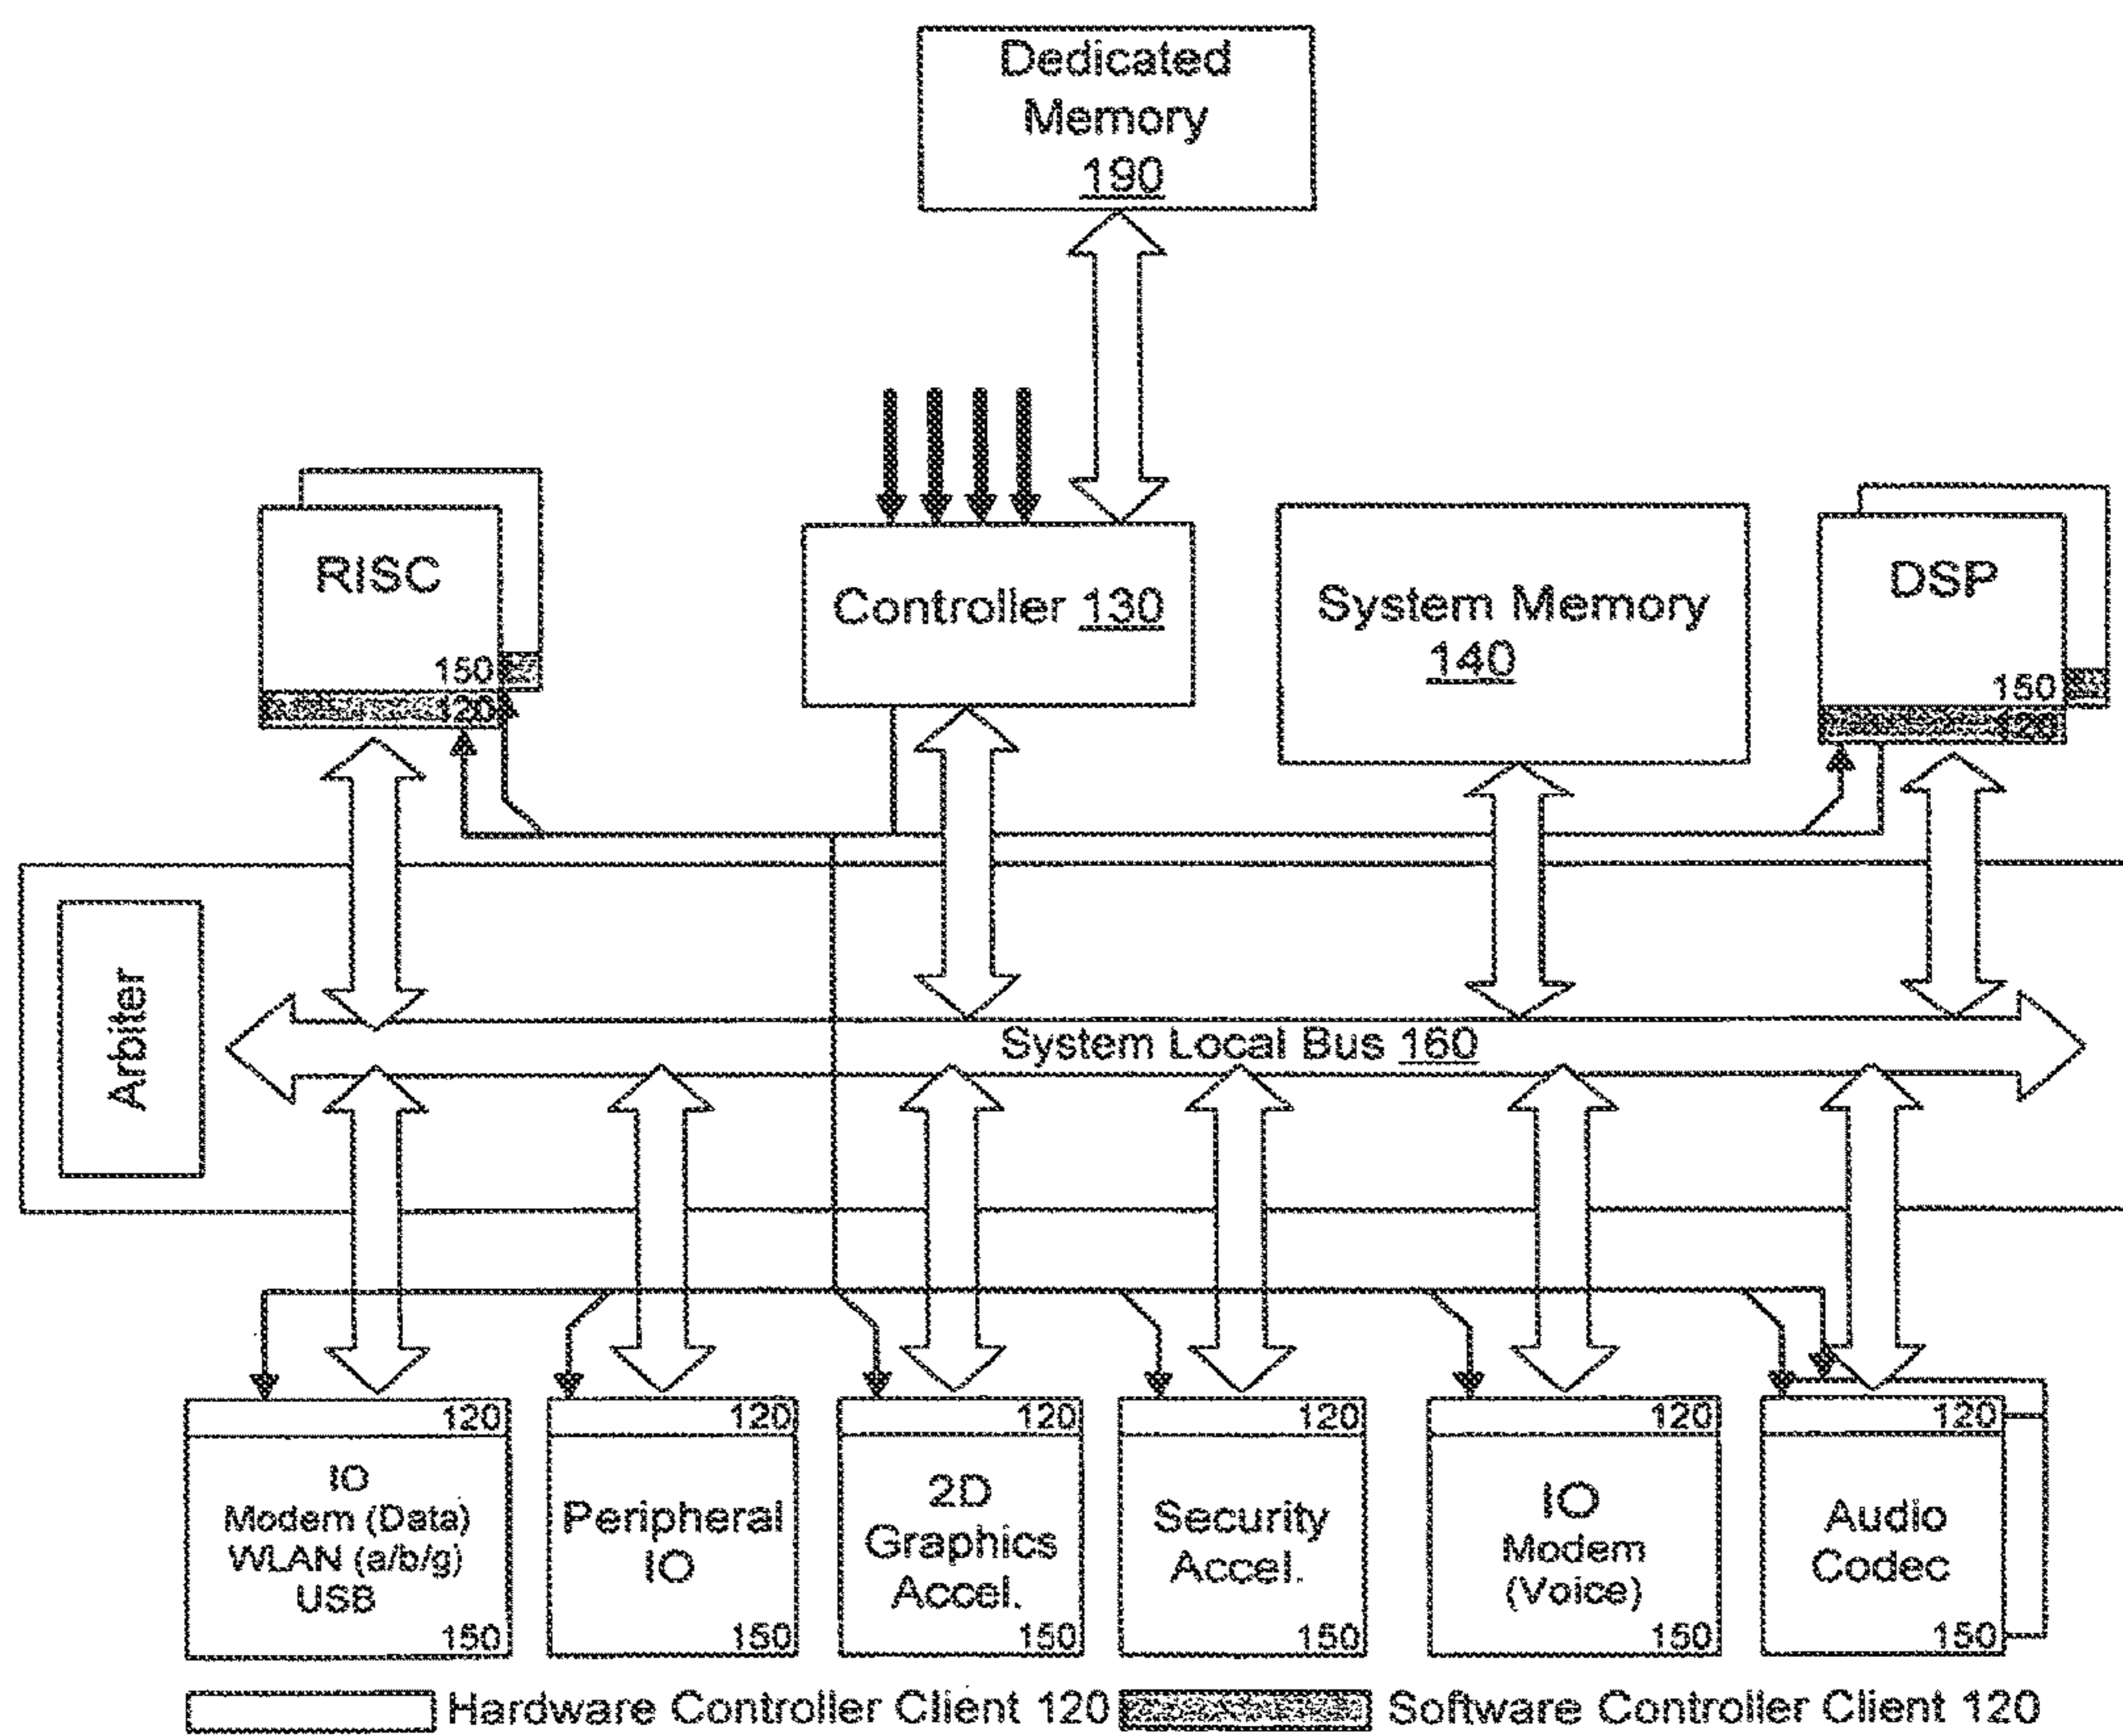 Dedicated
Memory
190
RISC
150
120
Controller 130
System Memory
140
DSP
150
120
Arbiter
System Local Bus 160
120
IO
Modem (Data)
WLAN (a/b/g)
USB
150
120
Peripheral
IO
150
120
2D
Graphics
Accel.
150
120
Security
Accel.
150
120
IO
Modem
(Voice)
150
120
Audio
Codec
150
Hardware Controller Client 120
Software Controller Client 120